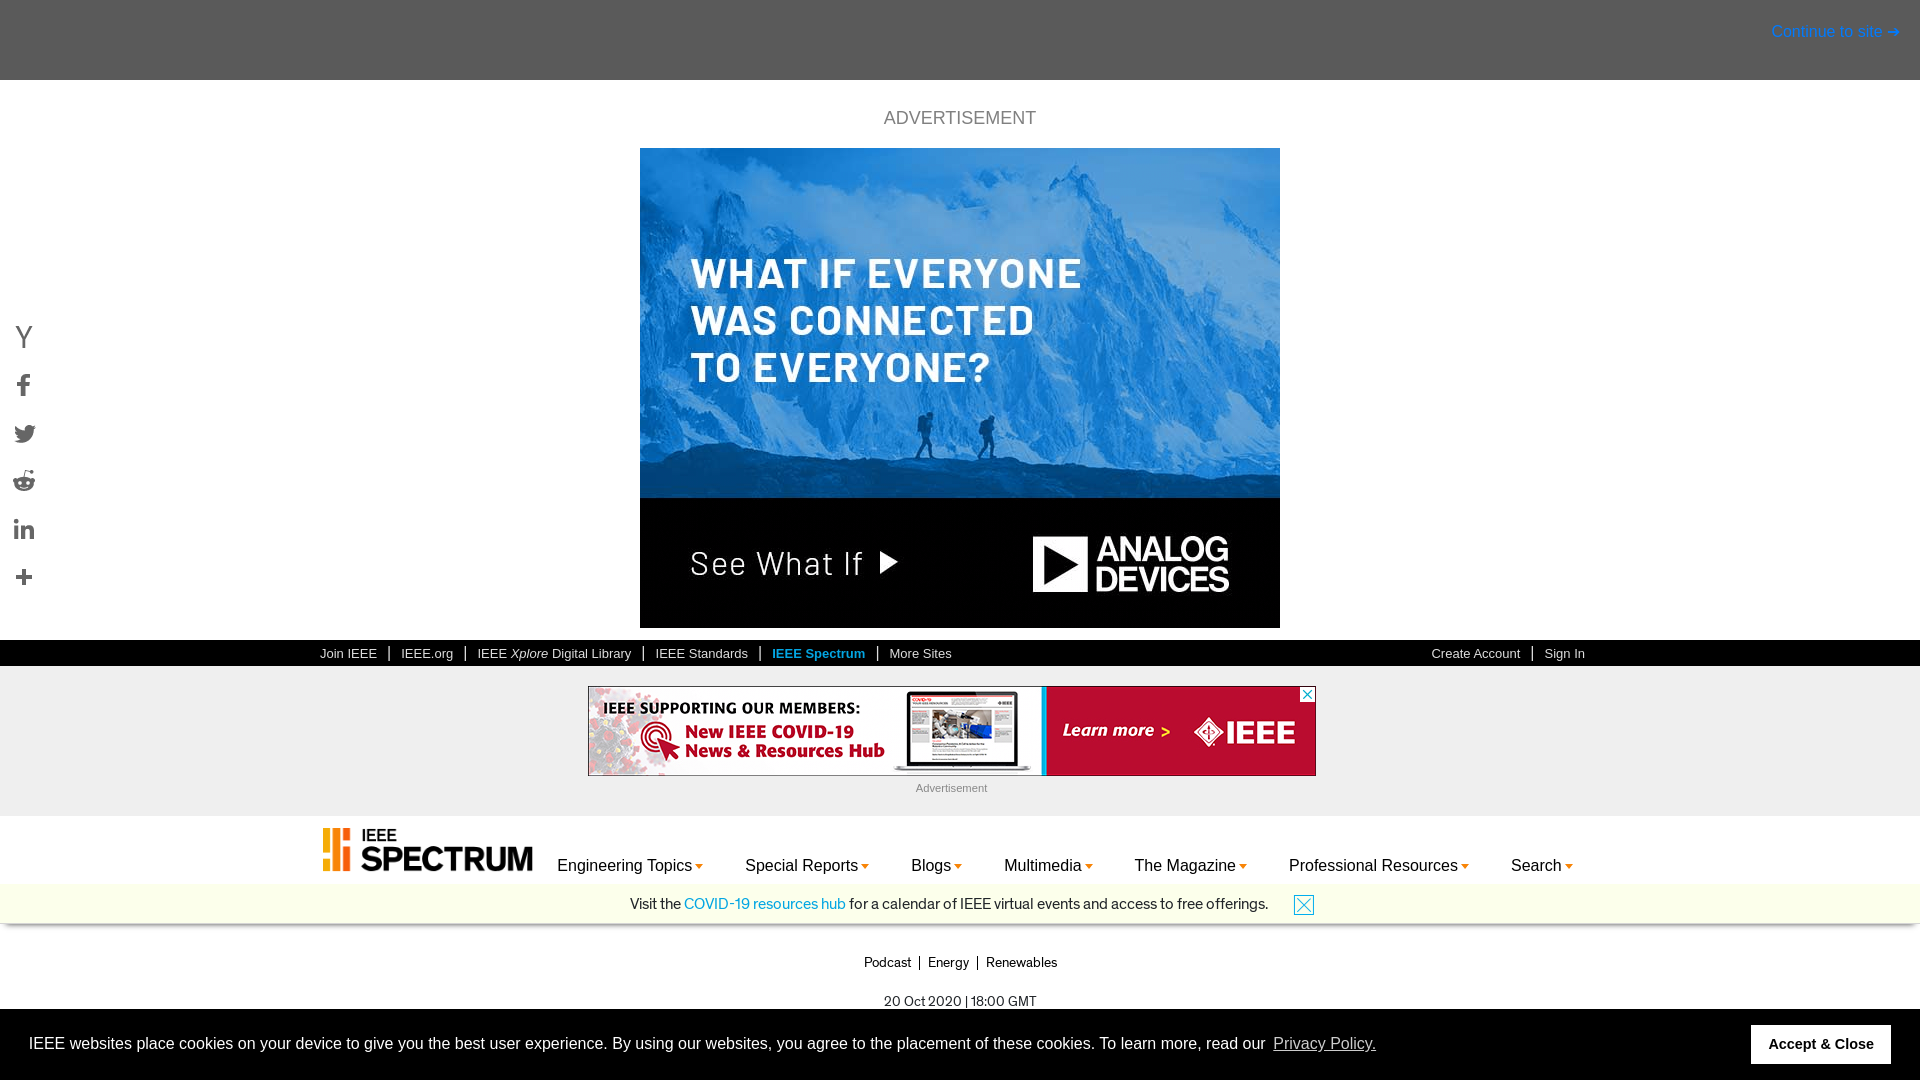 Continue to site ➔
ADVERTISEMENT
WHAT IF EVERYONE
WAS CONNECTED
TO EVERYONE?
See What If
ANALOG
DEVICES
Join IEEE | IEEE.org | IEEE Xplore Digital Library | IEEE Standards | IEEE Spectrum | More Sites
Create Account | Sign In
IEEE SUPPORTING OUR MEMBERS:
New IEEE COVID-19
News & Resources Hub
Learn more >
IEEE
Advertisement
IEEE
SPECTRUM
Engineering Topics
Special Reports
Blogs
Multimedia
The Magazine
Professional Resources
Search
Visit the COVID-19 resources hub for a calendar of IEEE virtual events and access to free offerings.
Podcast | Energy | Renewables
20 Oct 2020 | 18:00 GMT
IEEE websites place cookies on your device to give you the best user experience. By using our websites, you agree to the placement of these cookies. To learn more, read our Privacy Policy.
Accept & Close